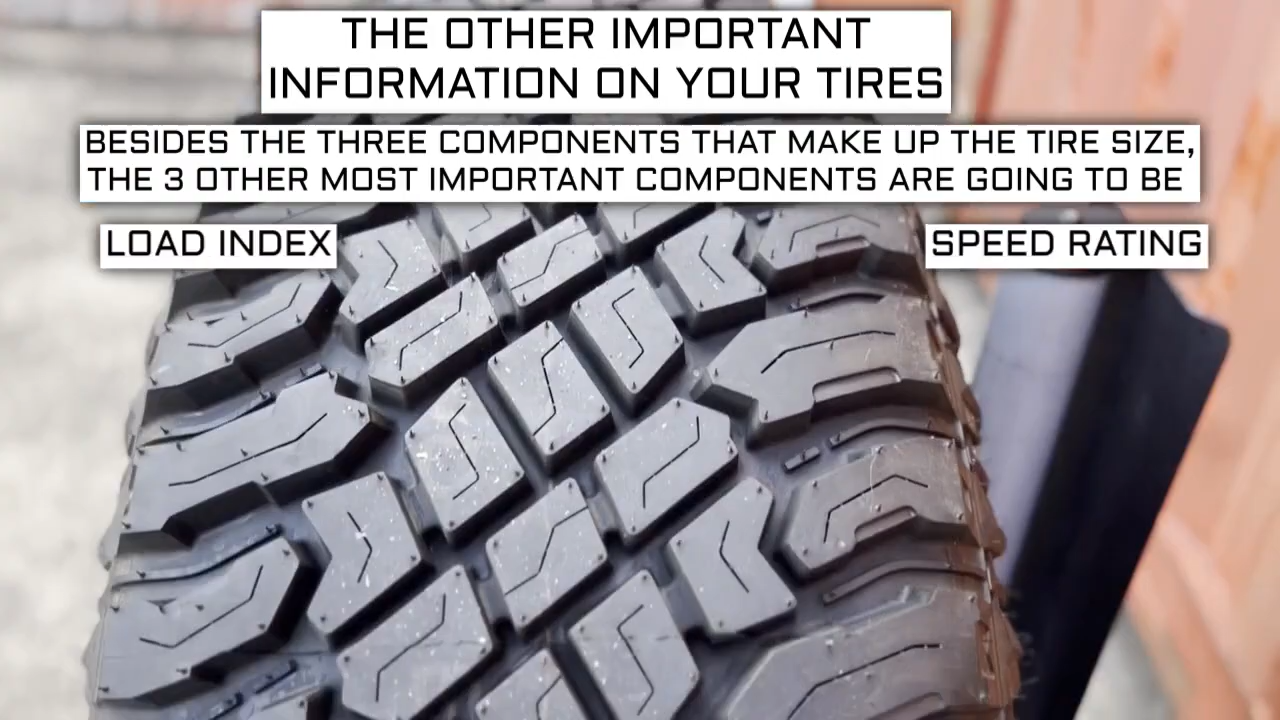 THE OTHER IMPORTANT
INFORMATION ON YOUR TIRES
BESIDES THE THREE COMPONENTS THAT MAKE UP THE TIRE SIZE,
THE 3 OTHER MOST IMPORTANT COMPONENTS ARE GOING TO BE
LOAD INDEX
SPEED RATING